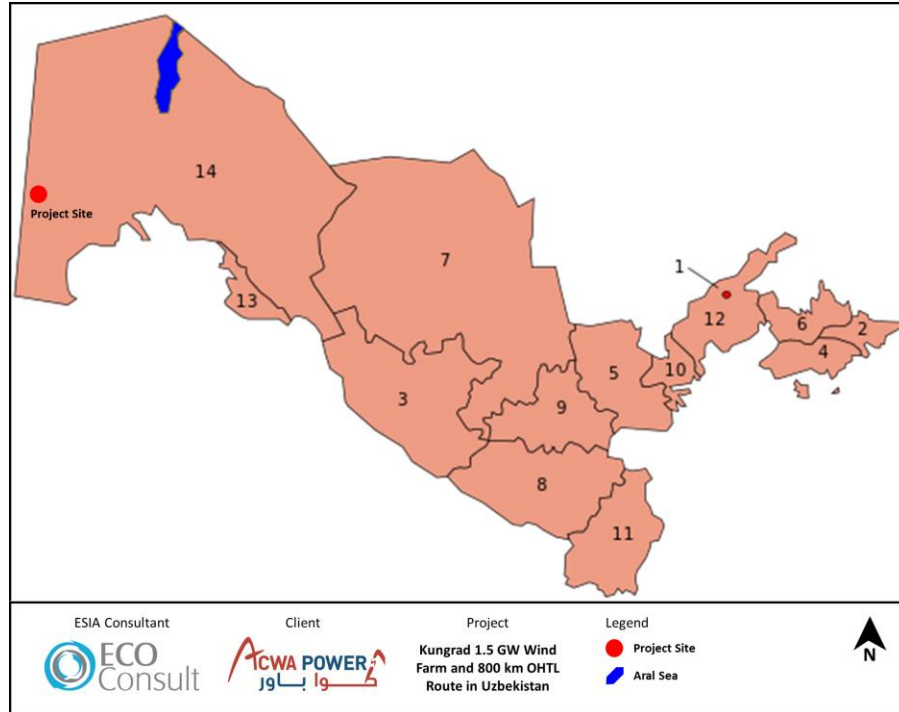 14
Project Site
7
1
13
12
6
2
4
10
5
3
9
8
11
ESIA Consultant
ECO
Consult
Client
ACWA POWER
أكوا باور
Project
Kungrad 1.5 GW Wind
Farm and 800 km OHTL
Route in Uzbekistan
Legend
Project Site
Aral Sea
N